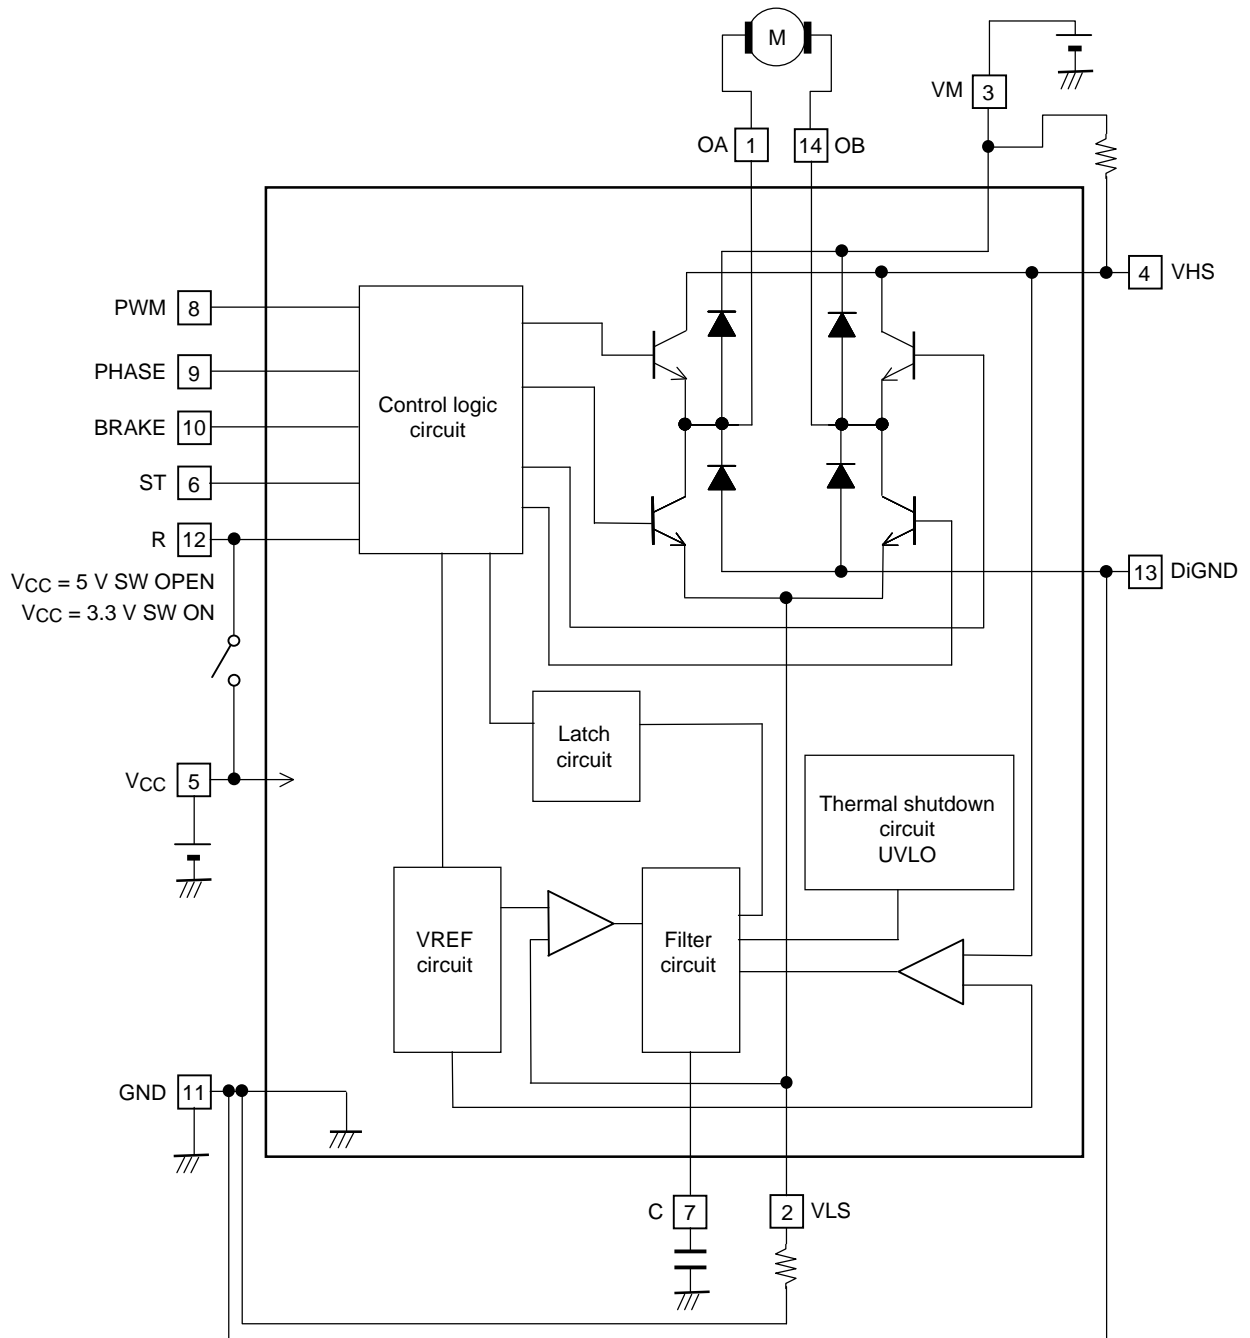 M
VM 3
OA 1
14 OB
4 VHS
PWM 8
PHASE 9
BRAKE 10
ST 6
R 12
Control logic
circuit
VCC = 5 V SW OPEN
VCC = 3.3 V SW ON
13 DiGND
Latch
circuit
VCC 5
Thermal shutdown
circuit
UVLO
VREF
circuit
Filter
circuit
GND 11
C 7
2 VLS